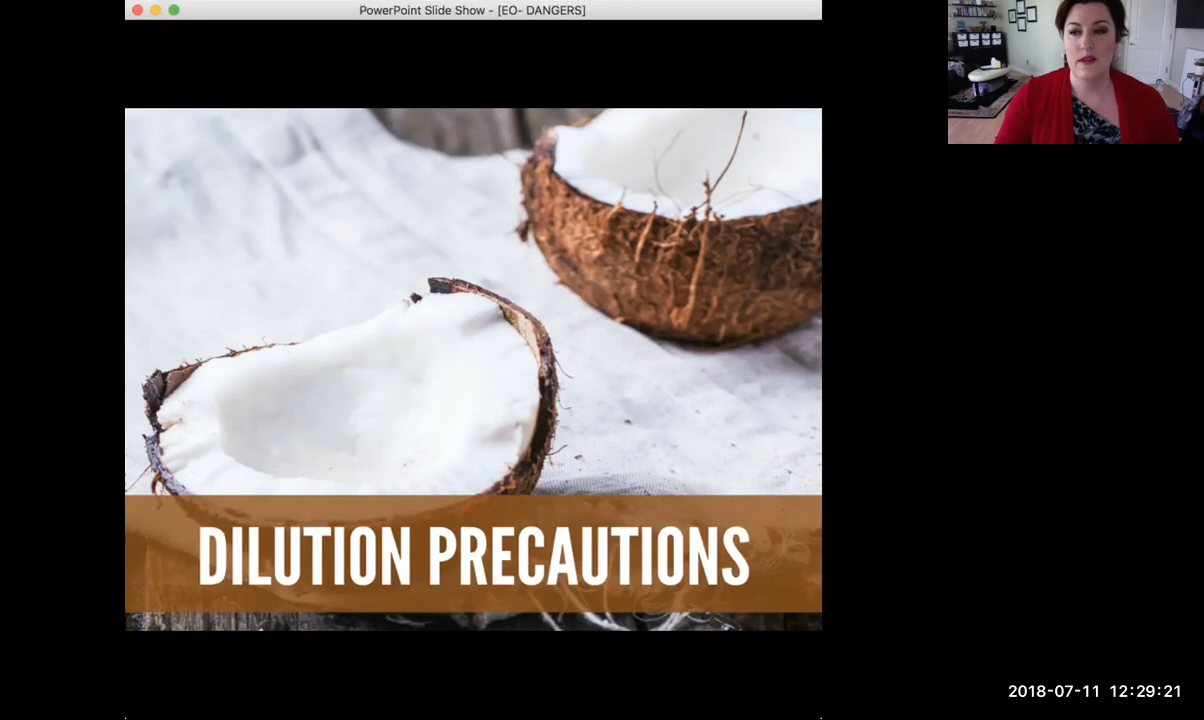 PowerPoint Slide Show - [EO- DANGERS]
DILUTION PRECAUTIONS
2018-07-11 12:29:21